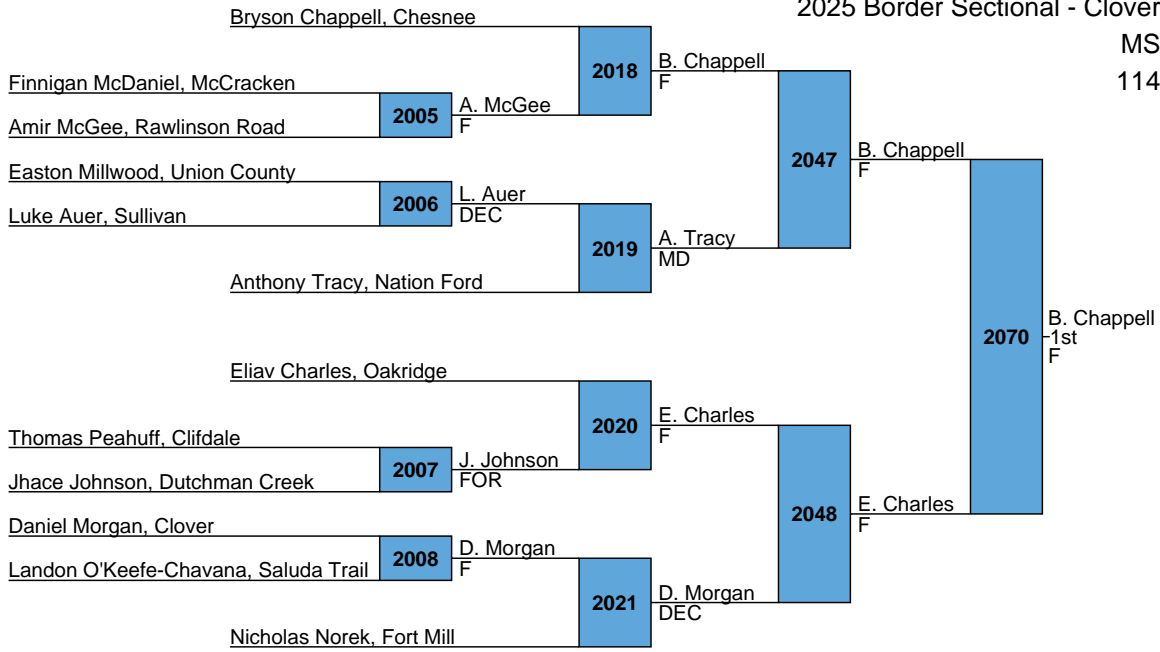 2025 Border Sectional - Clover
MS
114
Bryson Chappell, Chesnee
2018
B. Chappell
F
Finnigan McDaniel, McCracken
2005
A. McGee
F
Amir McGee, Rawlinson Road
2047
B. Chappell
F
Easton Millwood, Union County
2006
L. Auer
DEC
Luke Auer, Sullivan
2019
A. Tracy
MD
Anthony Tracy, Nation Ford
2070
B. Chappell
1st
F
Eliav Charles, Oakridge
2020
E. Charles
F
Thomas Peahuff, Clifdale
2007
J. Johnson
FOR
Jhace Johnson, Dutchman Creek
2048
E. Charles
F
Daniel Morgan, Clover
2008
D. Morgan
F
Landon O'Keefe-Chavana, Saluda Trail
2021
D. Morgan
DEC
Nicholas Norek, Fort Mill